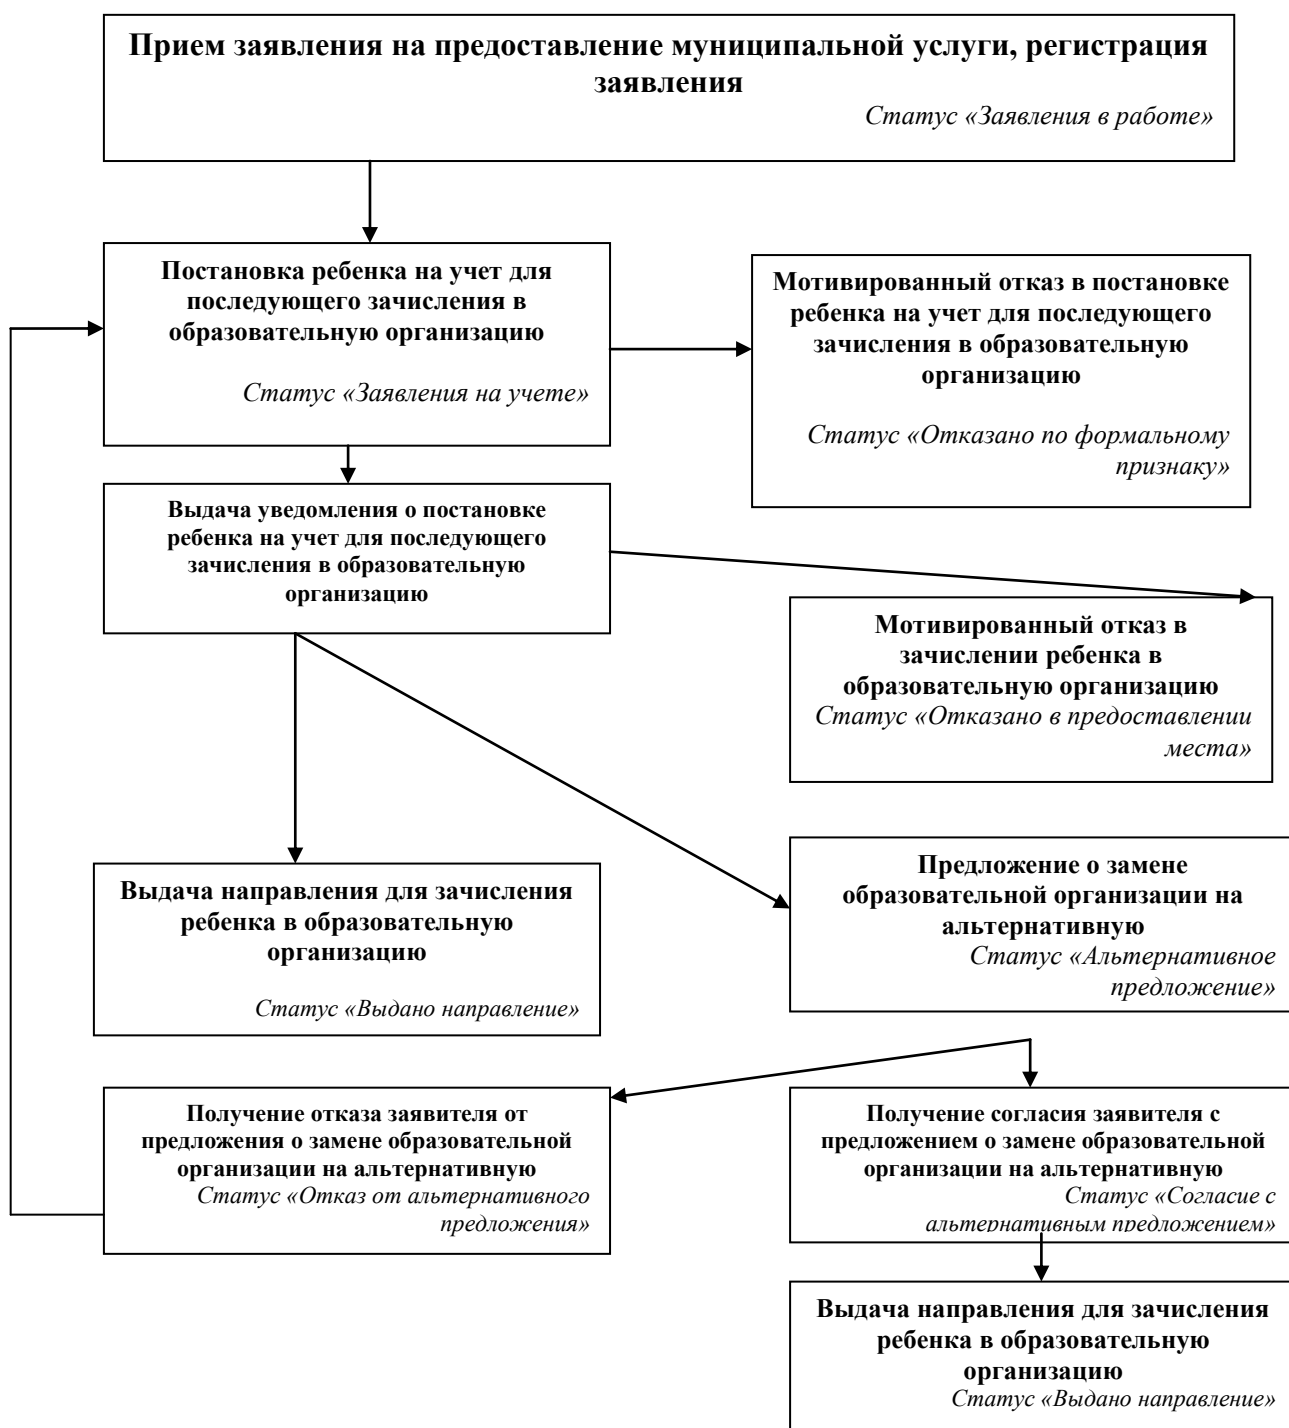 Прием заявления на предоставление муниципальной услуги, регистрация
заявления
Статус «Заявления в работе»
Постановка ребенка на учет для
последующего зачисления в
образовательную организацию
Статус «Заявления на учете»
Мотивированный отказ в постановке
ребенка на учет для последующего
зачисления в образовательную
организацию
Статус «Отказано по формальному
признаку»
Выдача уведомления о постановке
ребенка на учет для последующего
зачисления в образовательную
организацию
Мотивированный отказ в
зачислении ребенка в
образовательную организацию
Статус «Отказано в предоставлении
места»
Выдача направления для зачисления
ребенка в образовательную
организацию
Статус «Выдано направление»
Предложение о замене
образовательной организации на
альтернативную
Статус «Альтернативное
предложение»
Получение отказа заявителя от
предложения о замене образовательной
организации на альтернативную
Статус «Отказ от альтернативного
предложения»
Получение согласия заявителя с
предложением о замене образовательной
организации на альтернативную
Статус «Согласие с
альтернативным предложением»
Выдача направления для зачисления
ребенка в образовательную
организацию
Статус «Выдано направление»